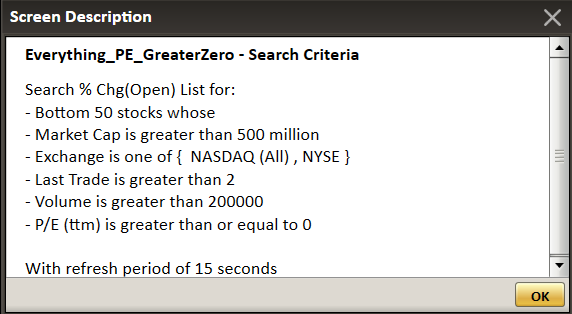 Screen Description
Everything_PE_GreaterZero - Search Criteria
Search % Chg(Open) List for:
- Bottom 50 stocks whose
- Market Cap is greater than 500 million
- Exchange is one of {  NASDAQ (All) , NYSE }
- Last Trade is greater than 2
- Volume is greater than 200000
- P/E (ttm) is greater than or equal to 0
With refresh period of 15 seconds
OK